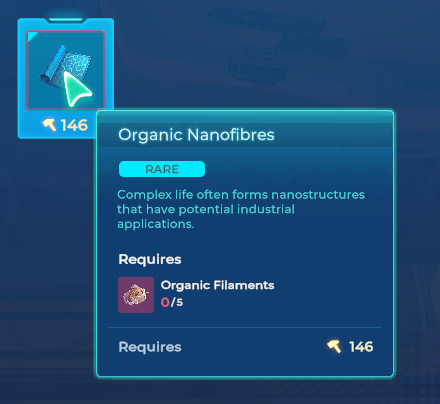 146
Organic Nanofibres
RARE
Complex life often forms nanostructures
that have potential industrial
applications.
Requires
Organic Filaments
0/5
Requires 146